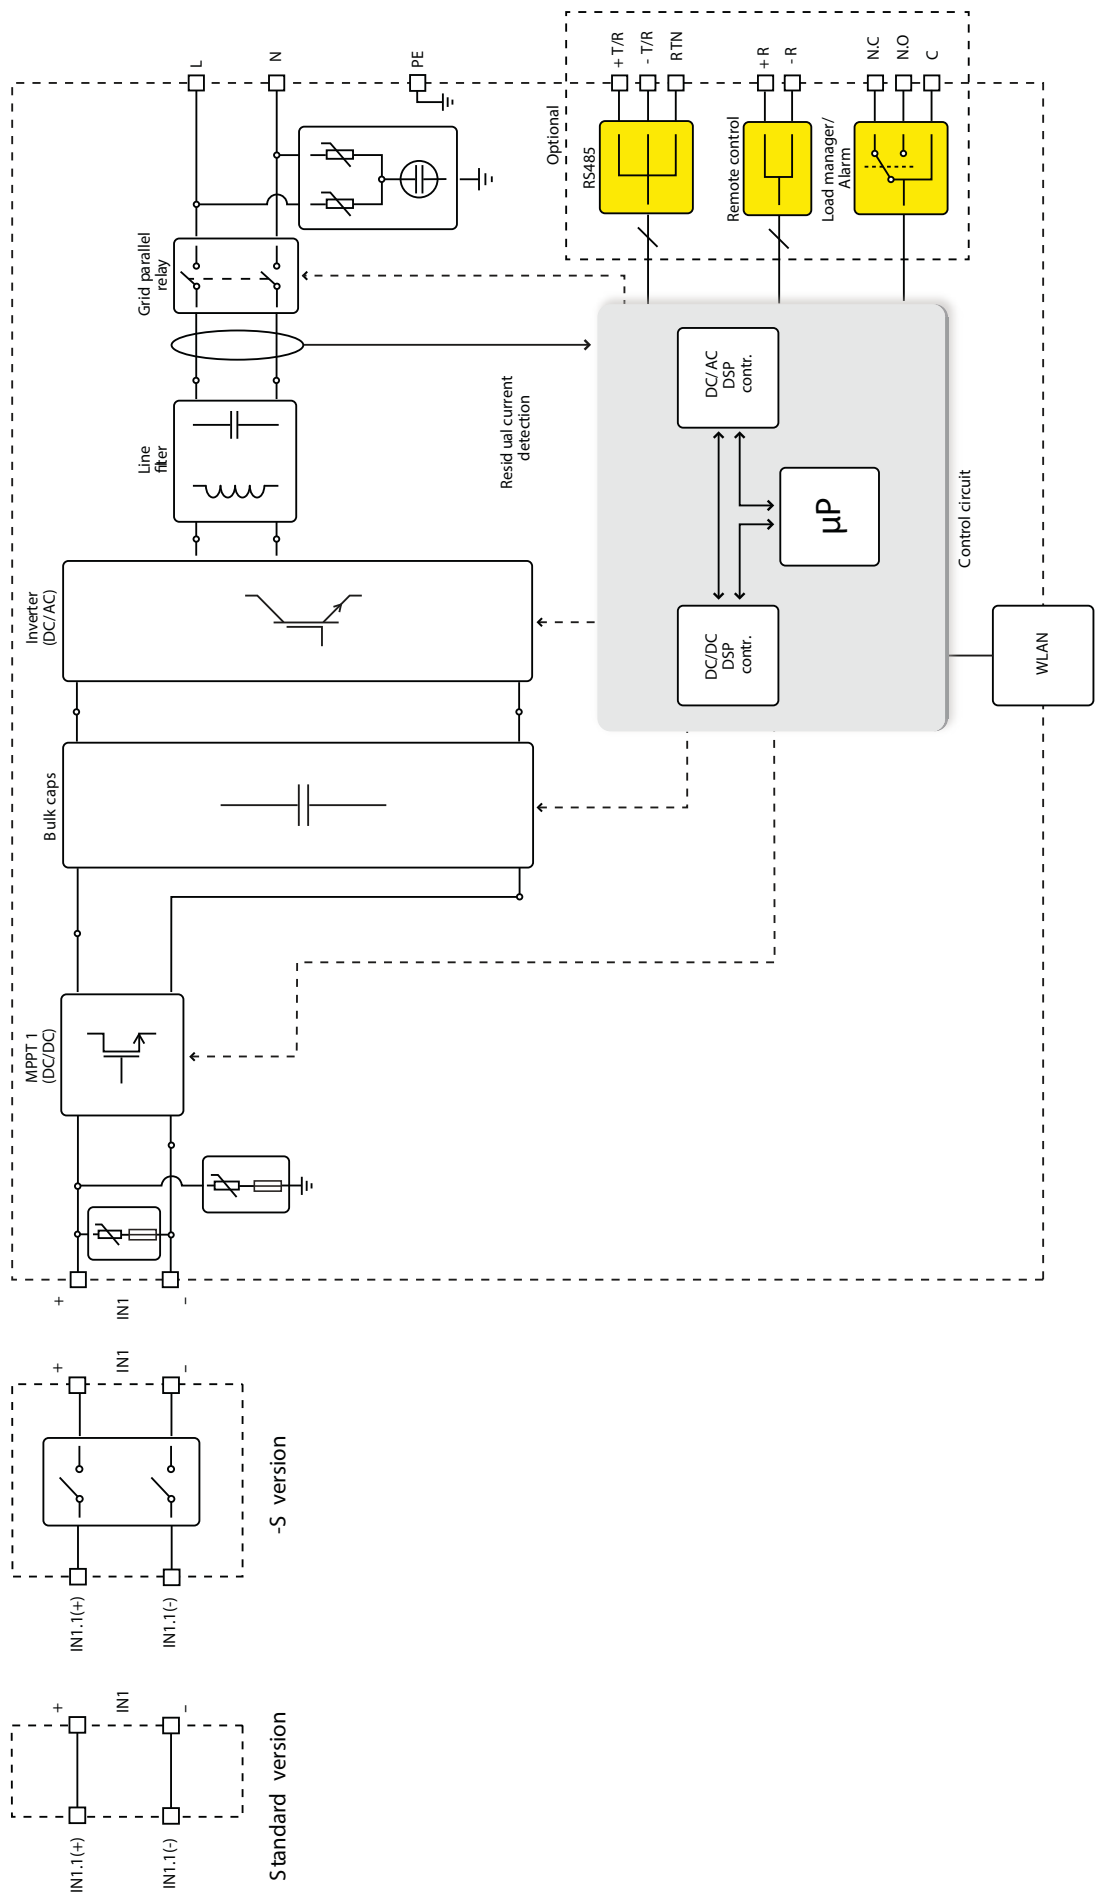 Standard version
IN1.1(+)
IN1.1(-)
+
IN1
–
-S version
IN1.1(+)
IN1.1(-)
+
IN1
–
+
IN1
–
MPPT 1
(DC/DC)
Bulk caps
Inverter
(DC/AC)
Line
filter
Grid parallel
relay
L
N
PE
Resid ual current
detection
Optional
RS485
+ T/R
- T/R
RTN
Remote control
+ R
- R
Load manager/
Alarm
N.C
N.O
C
DC/DC
DSP
contr.
DC/ AC
DSP
contr.
µP
Control circuit
WLAN